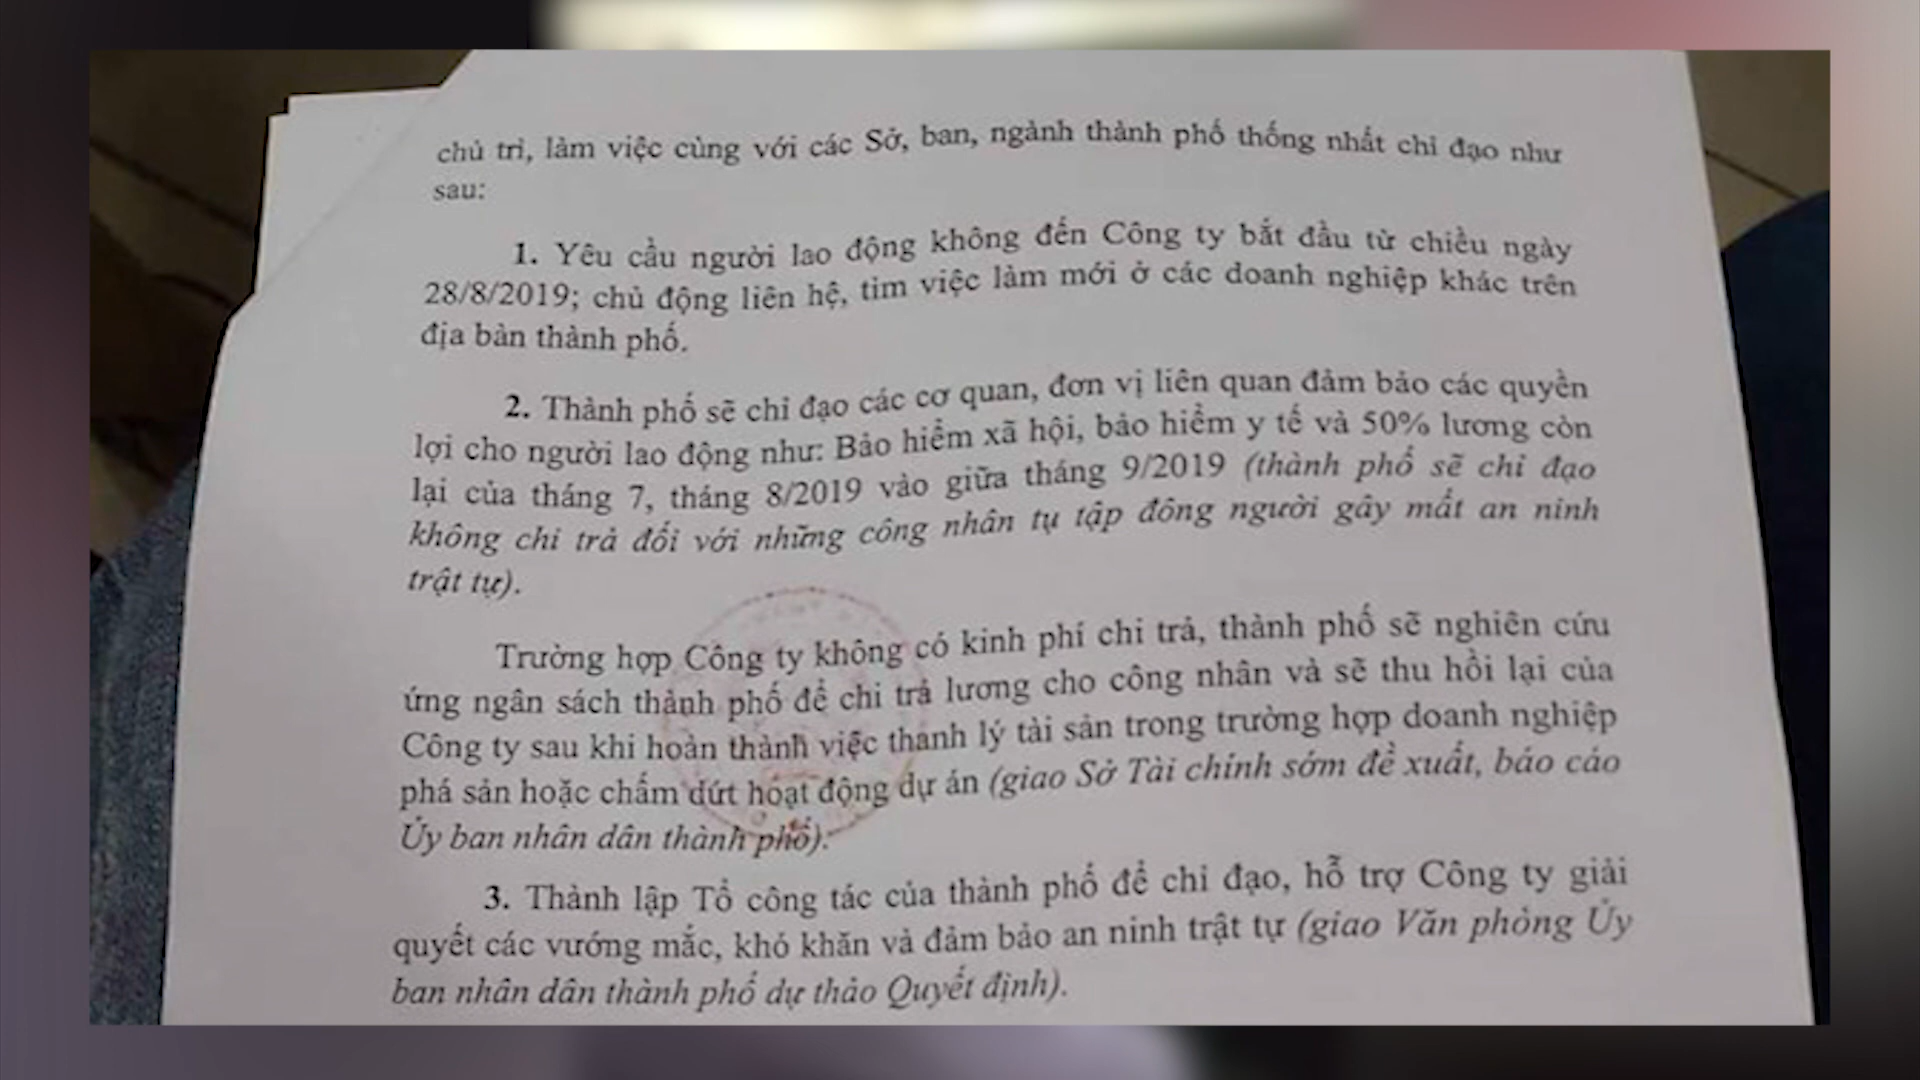 chủ trì, làm việc cùng với các Sở, ban, ngành thành phố thống nhất chỉ đạo như
sau:
1. Yêu cầu người lao động không đến Công ty bắt đầu từ chiều ngày
28/8/2019; chủ động liên hệ, tìm việc làm mới ở các doanh nghiệp khác trên
địa bàn thành phố.
2. Thành phố sẽ chỉ đạo các cơ quan, đơn vị liên quan đảm bảo các quyền
lợi cho người lao động như: Bảo hiểm xã hội, bảo hiểm y tế và 50% lương còn
lại của tháng 7, tháng 8/2019 vào giữa tháng 9/2019 (thành phố sẽ chỉ đạo
không chi trả đối với những công nhân tụ tập đông người gây mất an ninh
trật tự).
Trường hợp Công ty không có kinh phí chi trả, thành phố sẽ nghiên cứu
ứng ngân sách thành phố để chi trả lương cho công nhân và sẽ thu hồi lại của
Công ty sau khi hoàn thành việc thanh lý tài sản trong trường hợp doanh nghiệp
phá sản hoặc chấm dứt hoạt động dự án (giao Sở Tài chính sớm đề xuất, báo cáo
Ủy ban nhân dân thành phố).
3. Thành lập Tổ công tác của thành phố để chỉ đạo, hỗ trợ Công ty giải
quyết các vướng mắc, khó khăn và đảm bảo an ninh trật tự (giao Văn phòng Ủy
ban nhân dân thành phố dự thảo Quyết định).